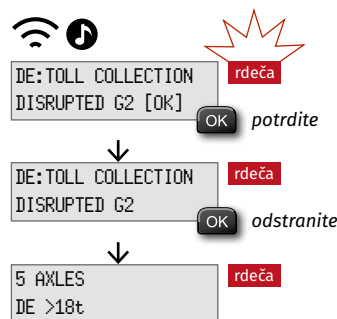 DE:TOLL COLLECTION
rdeča
DISRUPTED G2 [OK]
OK
potrdite
DE:TOLL COLLECTION
rdeča
DISRUPTED G2
OK
odstranite
5 AXLES
rdeča
DE >18t